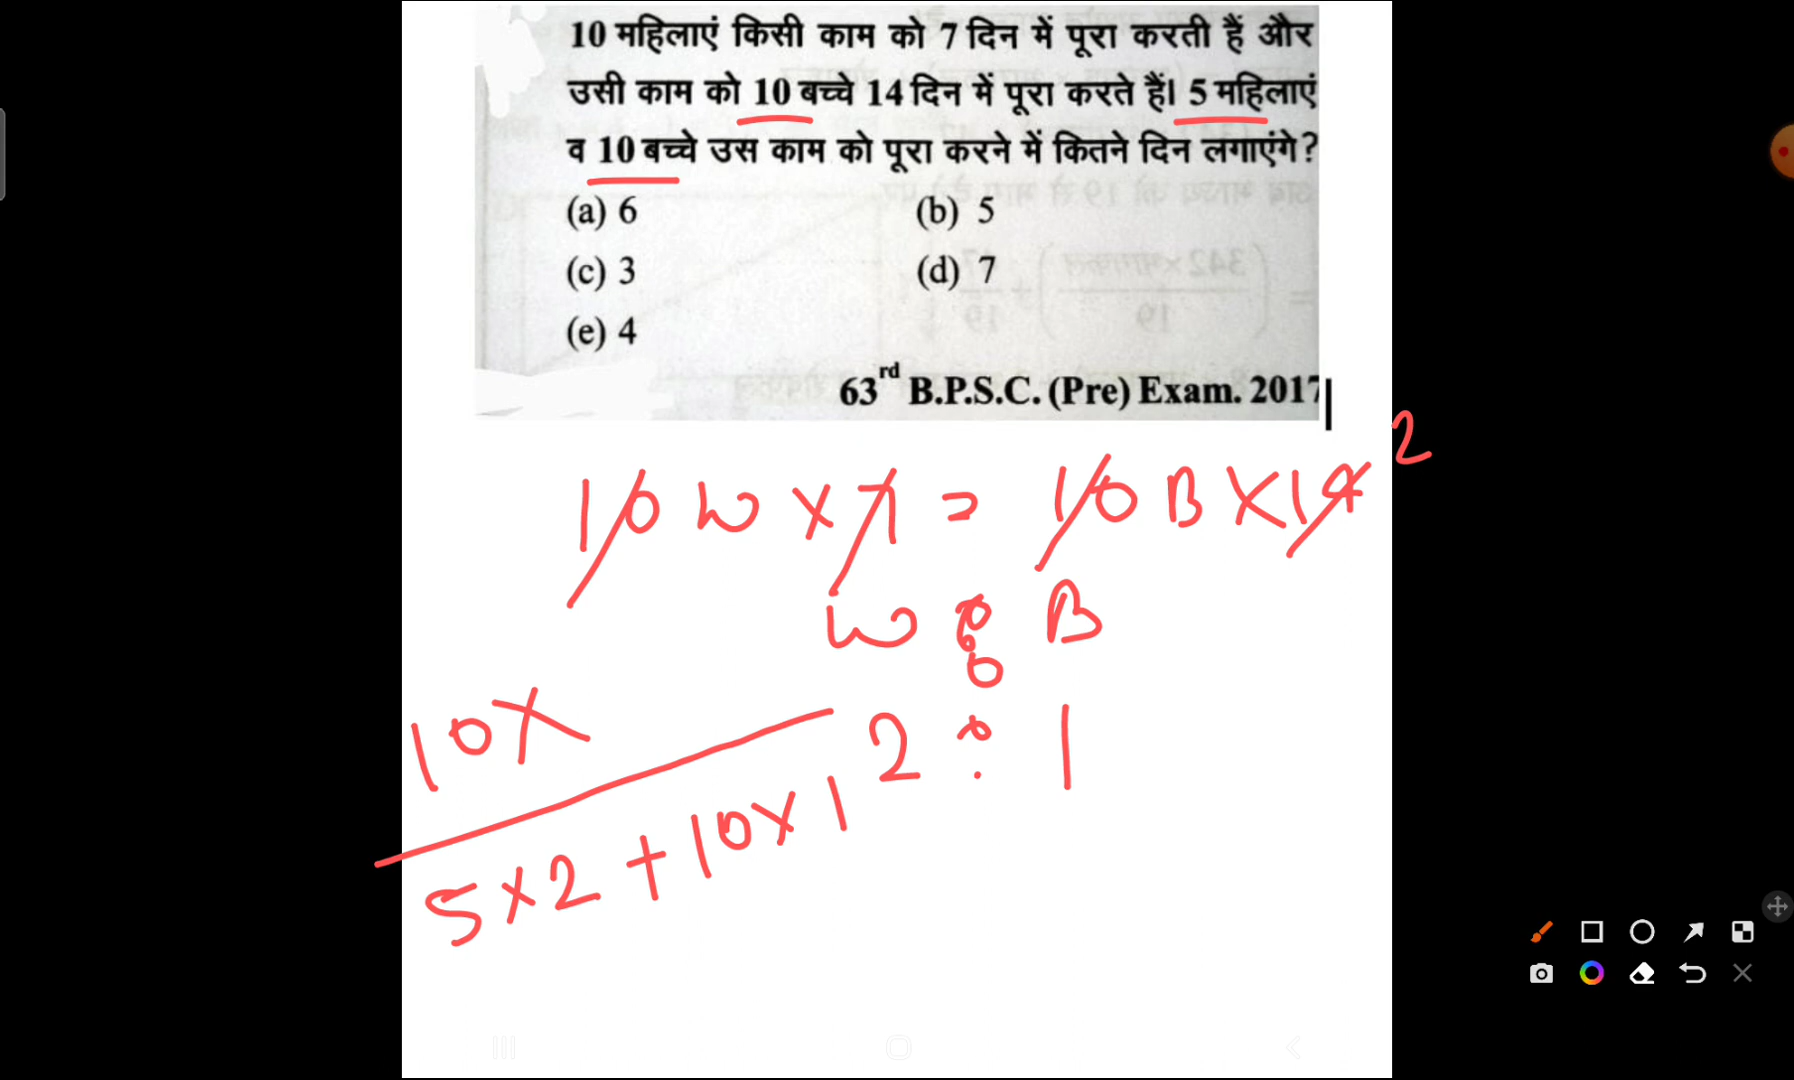 10 महिलाएं किसी काम को 7 दिन में पूरा करती हैं और
उसी काम को 10 बच्चे 14 दिन में पूरा करते हैं। 5 महिलाएं
व 10 बच्चे उस काम को पूरा करने में कितने दिन लगाएंगे?
(a) 6 (b) 5
(c) 3 (d) 7
(e) 4
63rd B.P.S.C. (Pre) Exam. 2017
10 W × 7 = 10 B × 14 2
W : B
2 : 1
10×
5×2 + 10×1